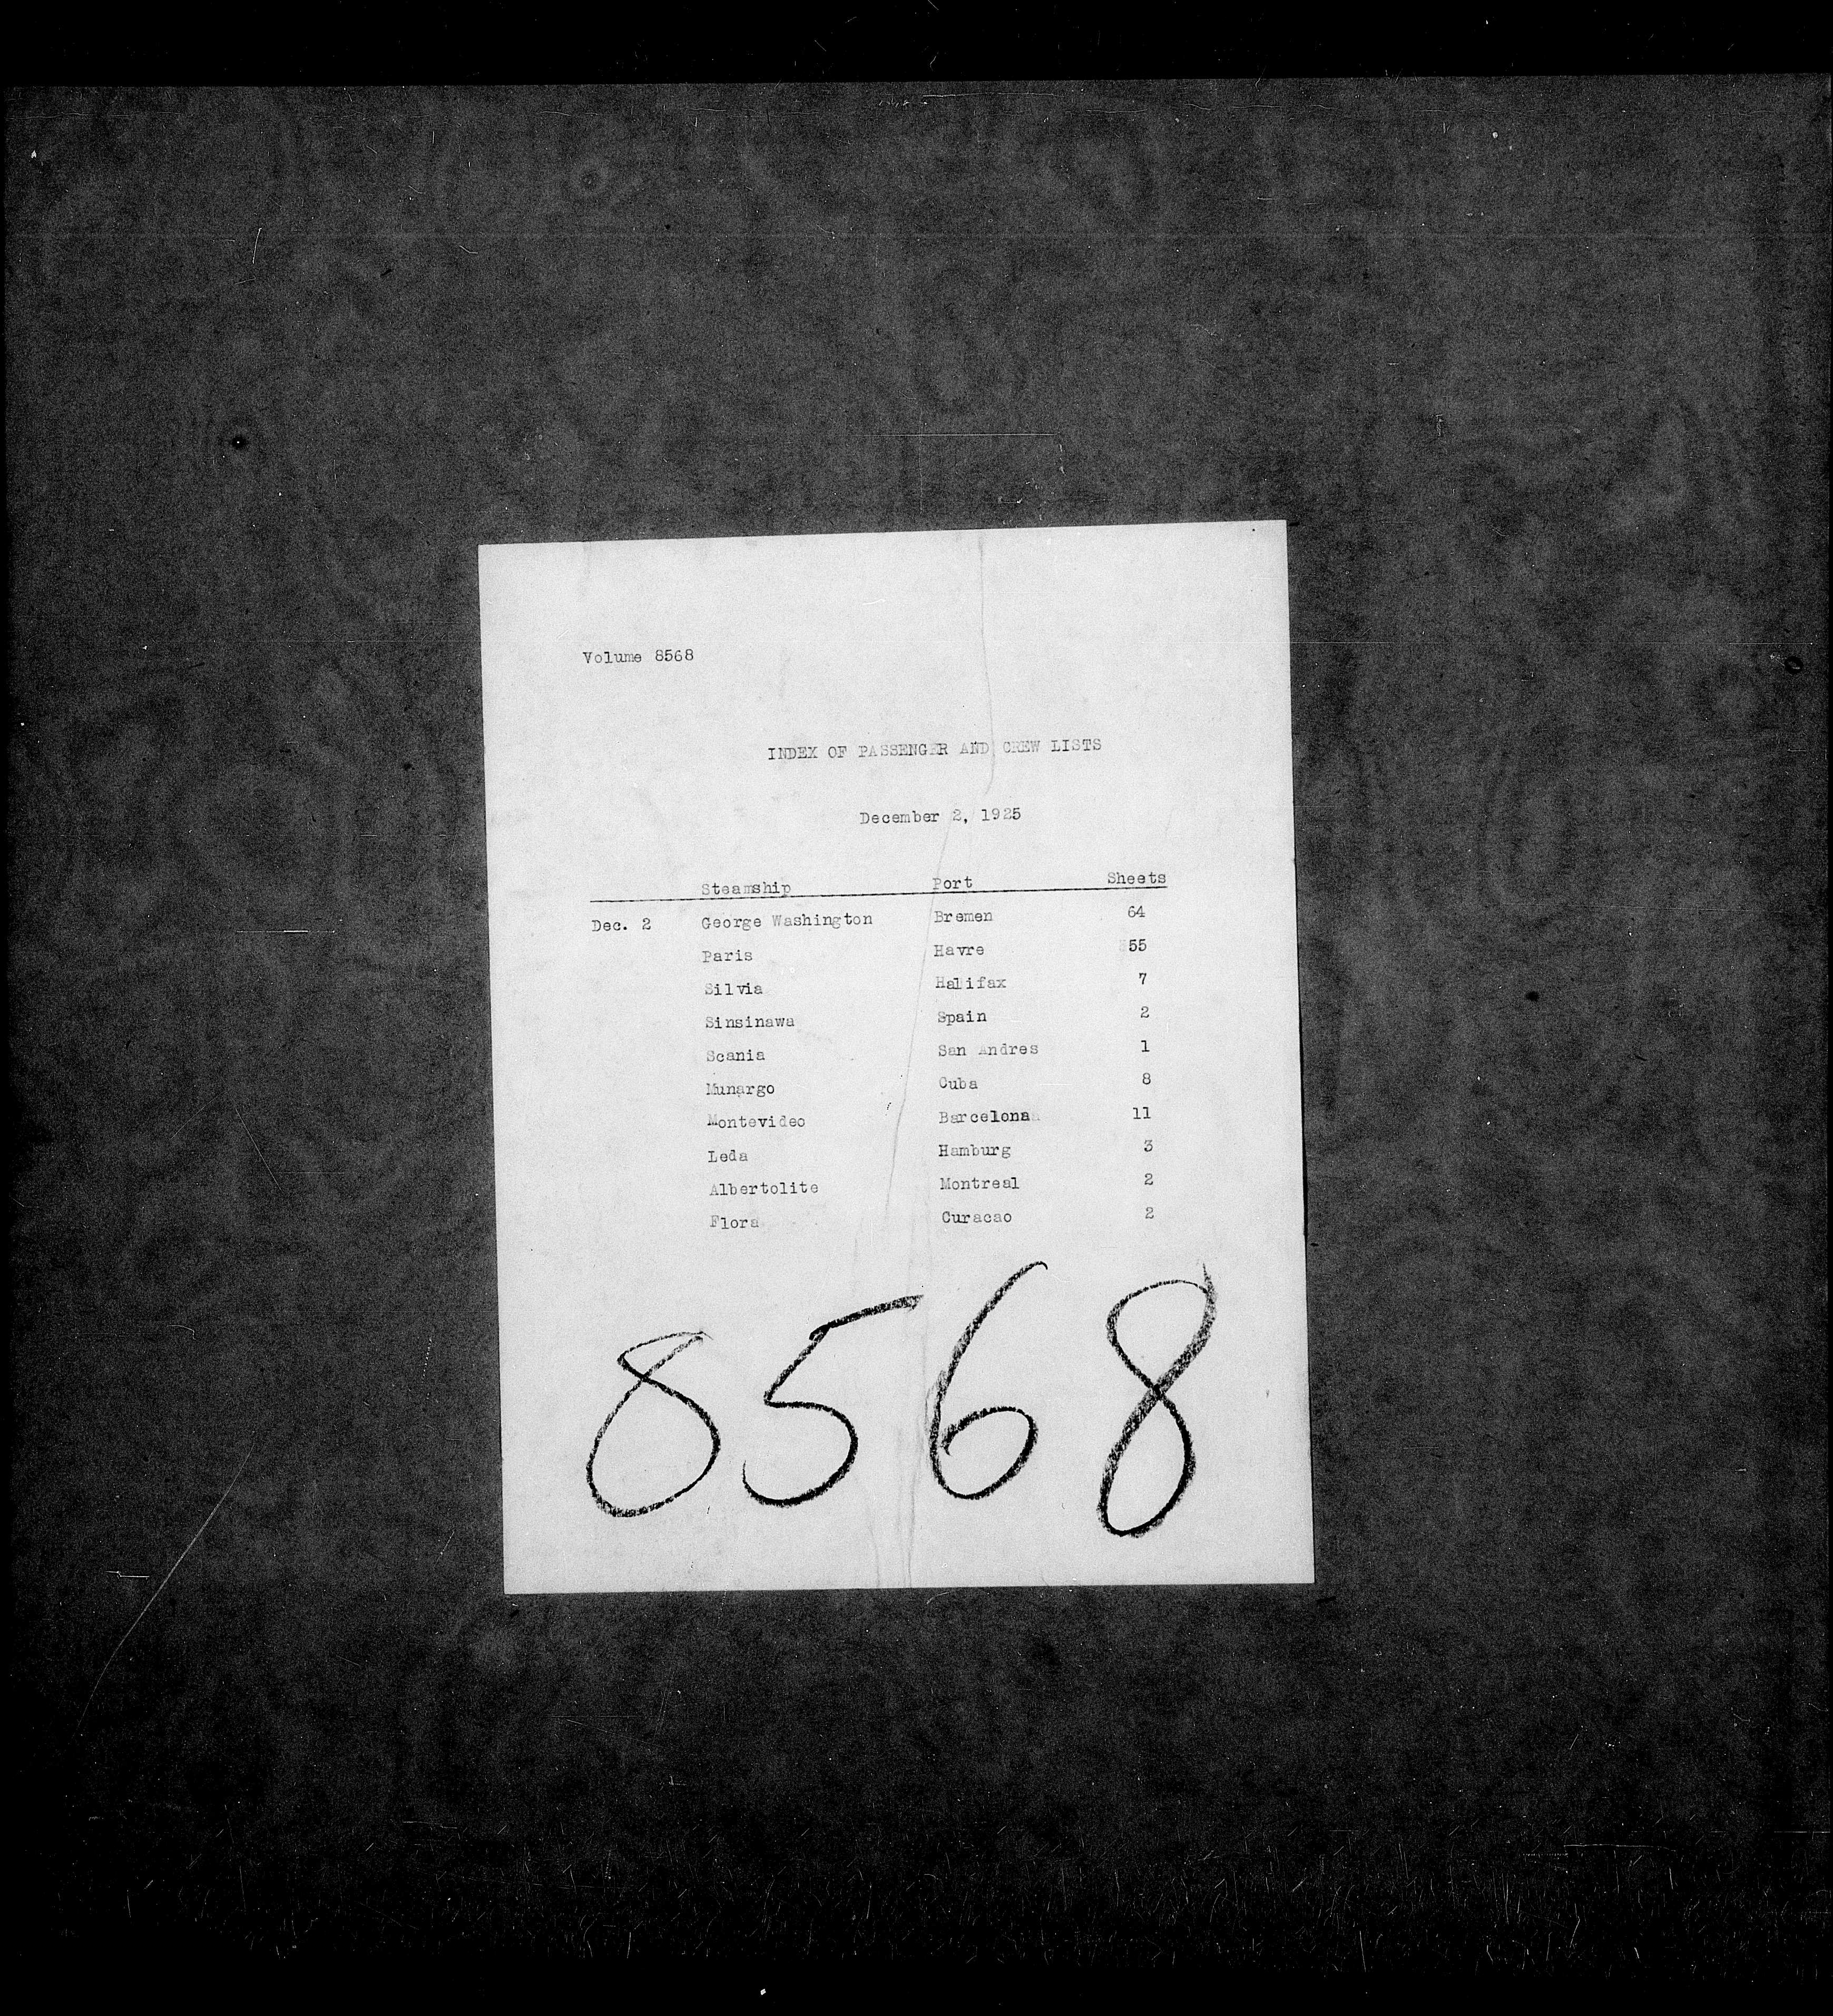 Volume 8568
INDEX OF PASSENGER AND CREW LISTS
December 2, 1925
Steamship Port Sheets
Dec. 2 George Washington Bremen 64
Paris Havre 55
Silvia Halifax 7
Sinsinawa Spain 2
Scania San Andres 1
Munargo Cuba 8
Montevideo Barcelona 11
Leda Hamburg 3
Albertolite Montreal 2
Flora Curacao 2
8568